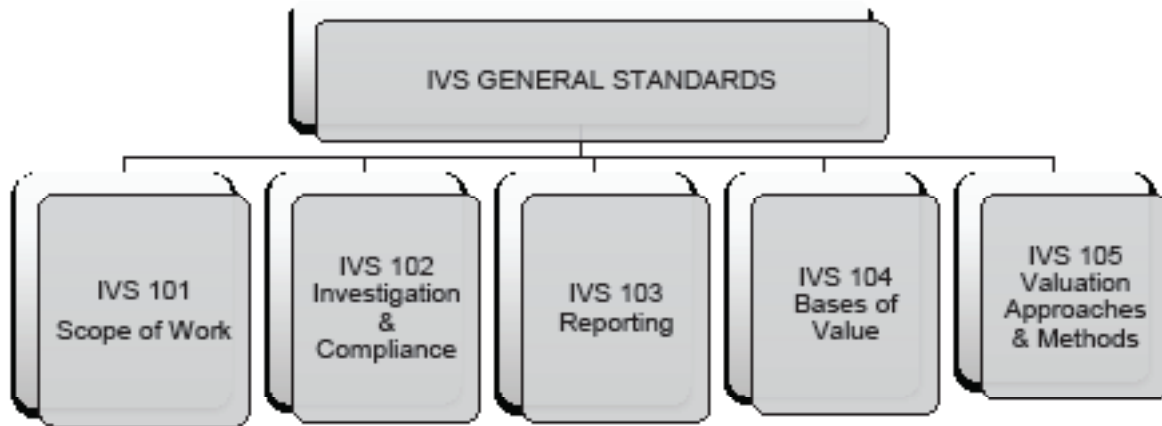 IVS GENERAL STANDARDS
IVS 101
Scope of Work
IVS 102
Investigation
&
Compliance
IVS 103
Reporting
IVS 104
Bases of
Value
IVS 105
Valuation
Approaches
& Methods